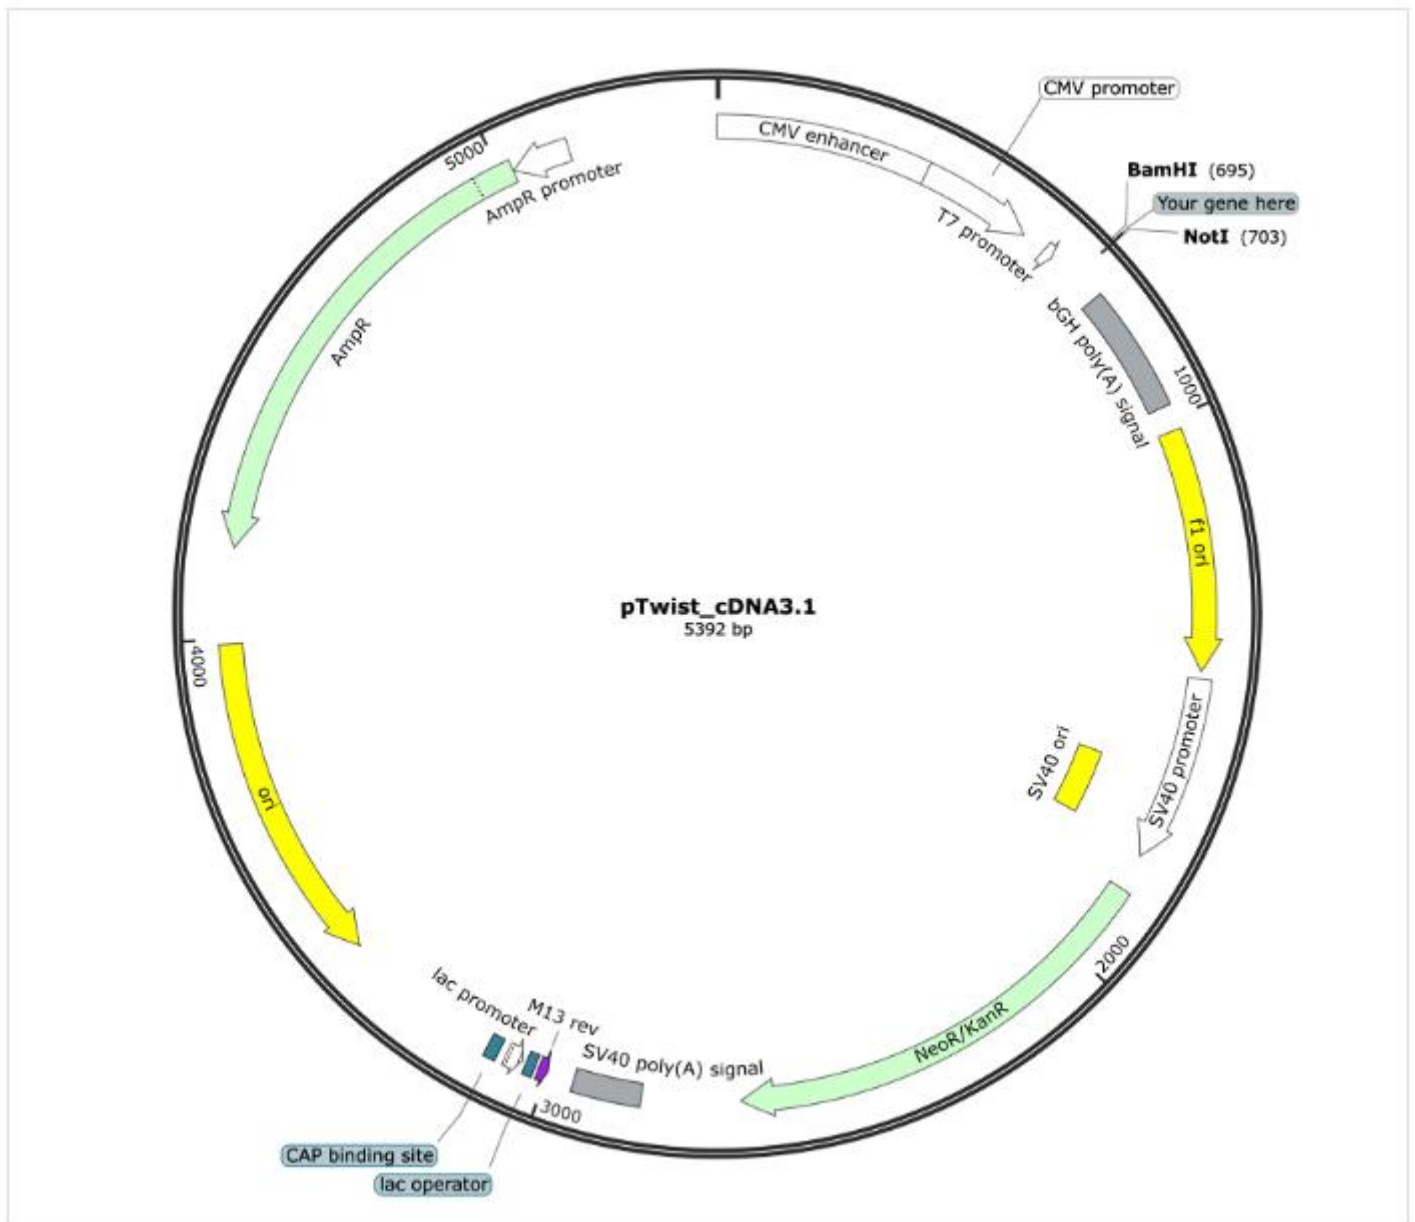 CMV promoter
CMV enhancer
5000
AmpR promoter
BamHI (695)
Your gene here
T7 promoter
NotI (703)
bGH poly(A) signal
AmpR
1000
f1 ori
pTwist_cDNA3.1
5392 bp
4000
SV40 ori
SV40 promoter
ori
2000
lac promoter
M13 rev
NeoR/KanR
SV40 poly(A) signal
3000
CAP binding site
lac operator